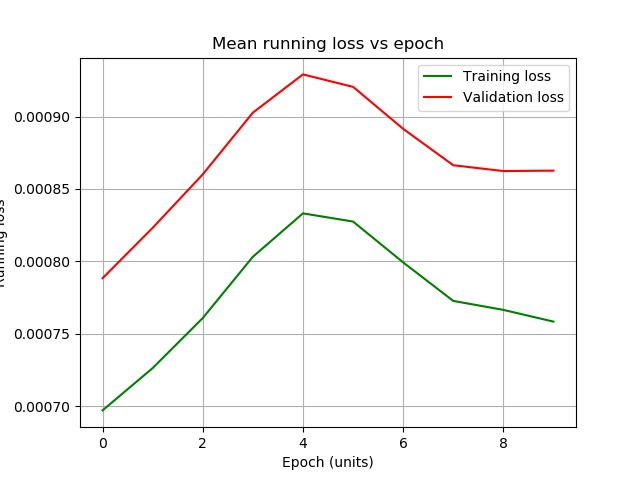 Mean running loss vs epoch
Training loss
Validation loss
0.00090
0.00085
0.00080
0.00075
0.00070
Running loss
0 2 4 6 8
Epoch (units)